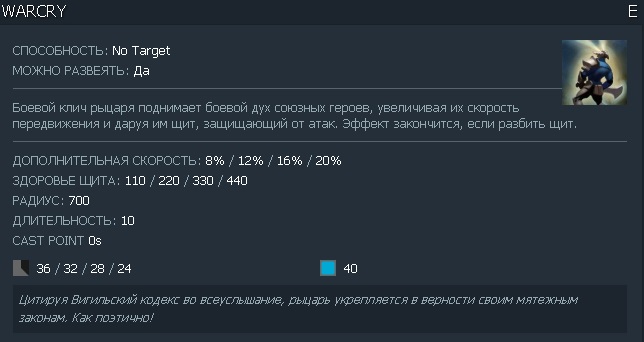 WARCRY E
СПОСОБНОСТЬ: No Target
МОЖНО РАЗВЕЯТЬ: Да
Боевой клич рыцаря поднимает боевой дух союзных героев, увеличивая их скорость
передвижения и даруя им щит, защищающий от атак. Эффект закончится, если разбить щит.
ДОПОЛНИТЕЛЬНАЯ СКОРОСТЬ: 8% / 12% / 16% / 20%
ЗДОРОВЬЕ ЩИТА: 110 / 220 / 330 / 440
РАДИУС: 700
ДЛИТЕЛЬНОСТЬ: 10
CAST POINT 0s
36 / 32 / 28 / 24 40
Цитируя Вигильский кодекс во всеуслышание, рыцарь укрепляется в верности своим мятежным
законам. Как поэтично!